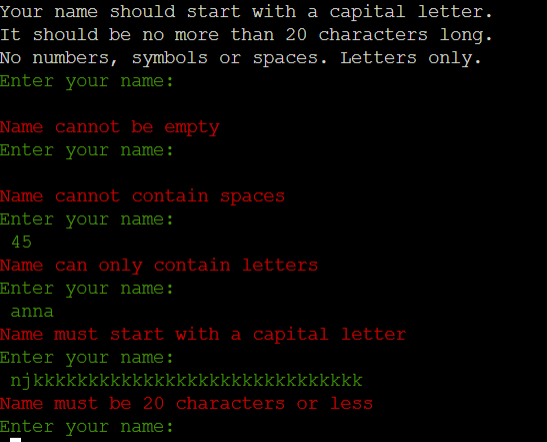 Your name should start with a capital letter.
It should be no more than 20 characters long.
No numbers, symbols or spaces. Letters only.
Enter your name:
Name cannot be empty
Enter your name:
Name cannot contain spaces
Enter your name:
45
Name can only contain letters
Enter your name:
anna
Name must start with a capital letter
Enter your name:
njkkkkkkkkkkkkkkkkkkkkkkkkkkkkkk
Name must be 20 characters or less
Enter your name: